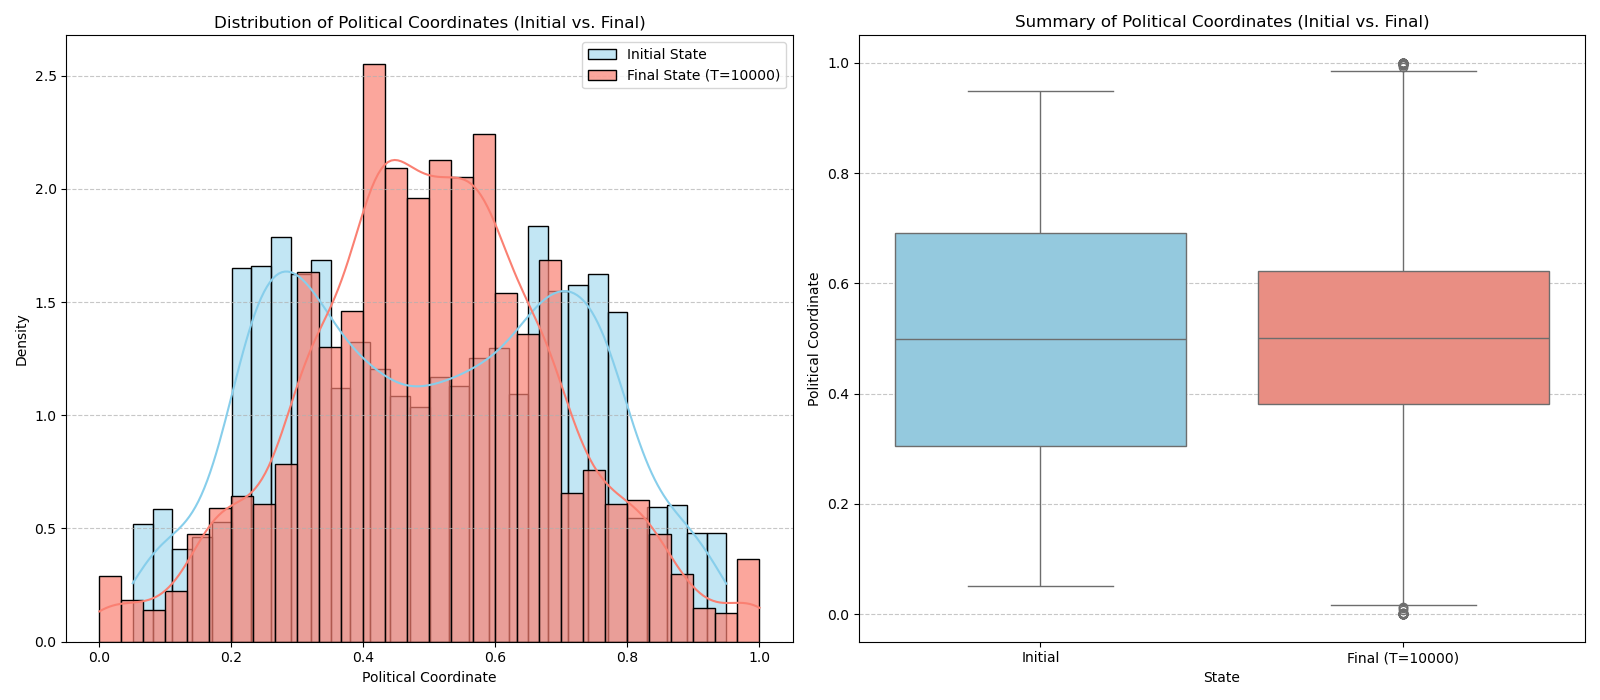 Distribution of Political Coordinates (Initial vs. Final)
Initial State
Final State (T=10000)
Density
2.5
2.0
1.5
1.0
0.5
0.0
0.0 0.2 0.4 0.6 0.8 1.0
Political Coordinate
Summary of Political Coordinates (Initial vs. Final)
Political Coordinate
1.0
0.8
0.6
0.4
0.2
0.0
Initial Final (T=10000)
State